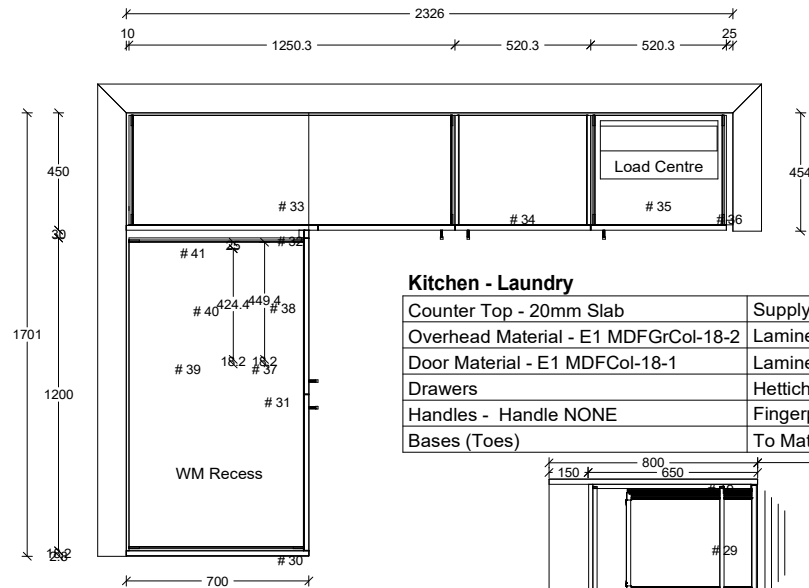 2326
10
1250.3
520.3
520.3
25
450
Load Centre
454
# 33
# 34
# 35
# 36
30
# 32
# 41
25
Kitchen - Laundry
424.4
449.4
# 40
# 38
Counter Top - 20mm Slab
Supply
Overhead Material - E1 MDFGrCol-18-2
Lamine
1701
Door Material - E1 MDFCol-18-1
Lamine
18.2
18.2
# 39
# 37
Drawers
Hettich
1200
# 31
Handles - Handle NONE
Fingerp
Bases (Toes)
To Mat
800
150
650
WM Recess
# 29
# 30
700